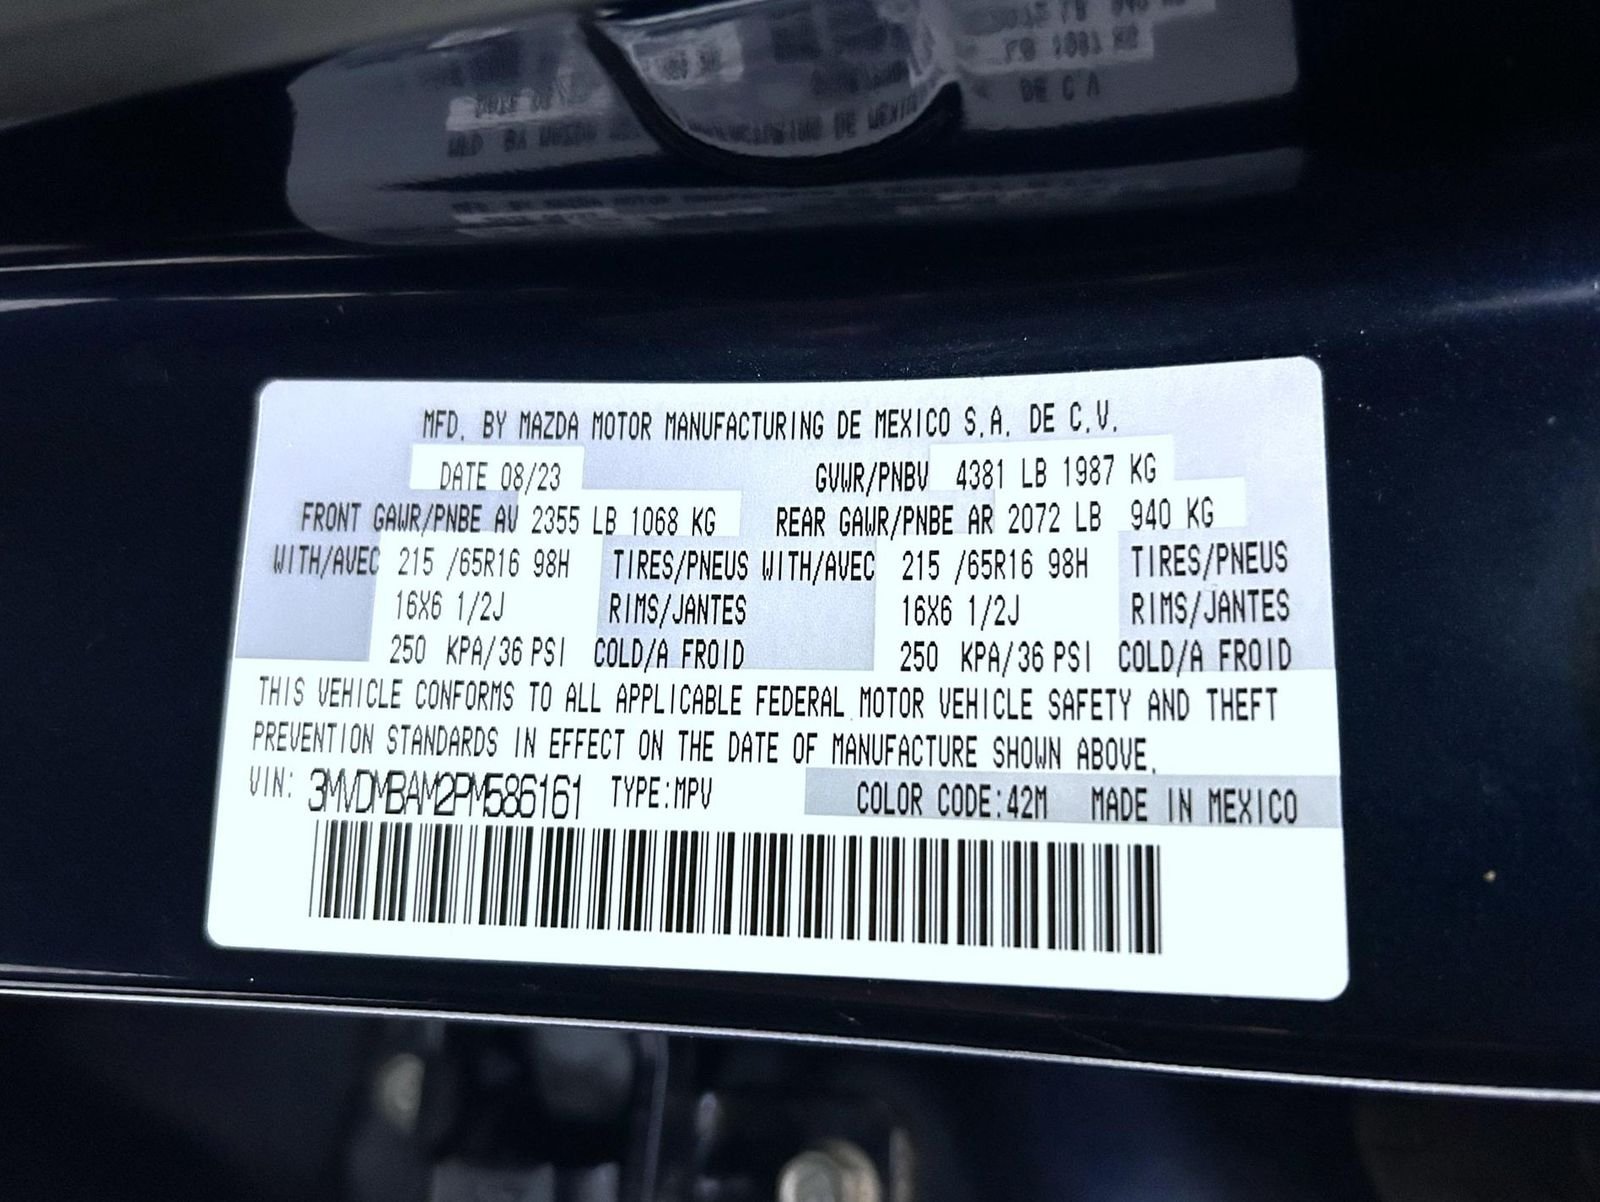 MFD. BY MAZDA MOTOR MANUFACTURING DE MEXICO S.A. DE C.V.
DATE 08/23 GVWR/PNBV 4381 LB 1987 KG
FRONT GAWR/PNBE AV 2355 LB 1068 KG REAR GAWR/PNBE AR 2072 LB 940 KG
WITH/AVEC 215 /65R16 98H TIRES/PNEUS WITH/AVEC 215 /65R16 98H TIRES/PNEUS
16X6 1/2J RIMS/JANTES 16X6 1/2J RIMS/JANTES
250 KPA/36 PSI COLD/A FROID 250 KPA/36 PSI COLD/A FROID
THIS VEHICLE CONFORMS TO ALL APPLICABLE FEDERAL MOTOR VEHICLE SAFETY AND THEFT
PREVENTION STANDARDS IN EFFECT ON THE DATE OF MANUFACTURE SHOWN ABOVE.
VIN: 3MVDMBAM2PM586161 TYPE:MPV COLOR CODE:42M MADE IN MEXICO